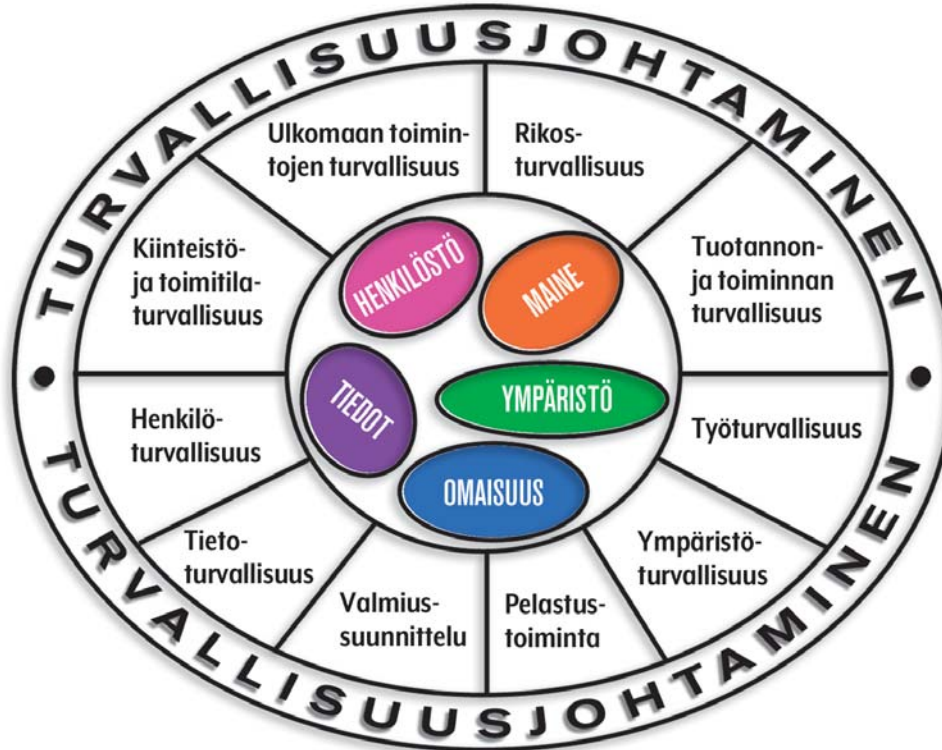 TURVALLISUUSJOHTAMINEN
Ulkomaan toimin-
tojen turvallisuus
Rikos-
turvallisuus
Kiinteistö-
ja toimitila-
turvallisuus
Tuotannon-
ja toiminnan
turvallisuus
HENKILÖSTÖ
MAINE
TIEDOT
YMPÄRISTÖ
OMAISUUS
Henkilö-
turvallisuus
Työturvallisuus
Tieto-
turvallisuus
Valmius-
suunnittelu
Pelastus-
toiminta
Ympäristö-
turvallisuus
TURVALLISUUSJOHTAMINEN